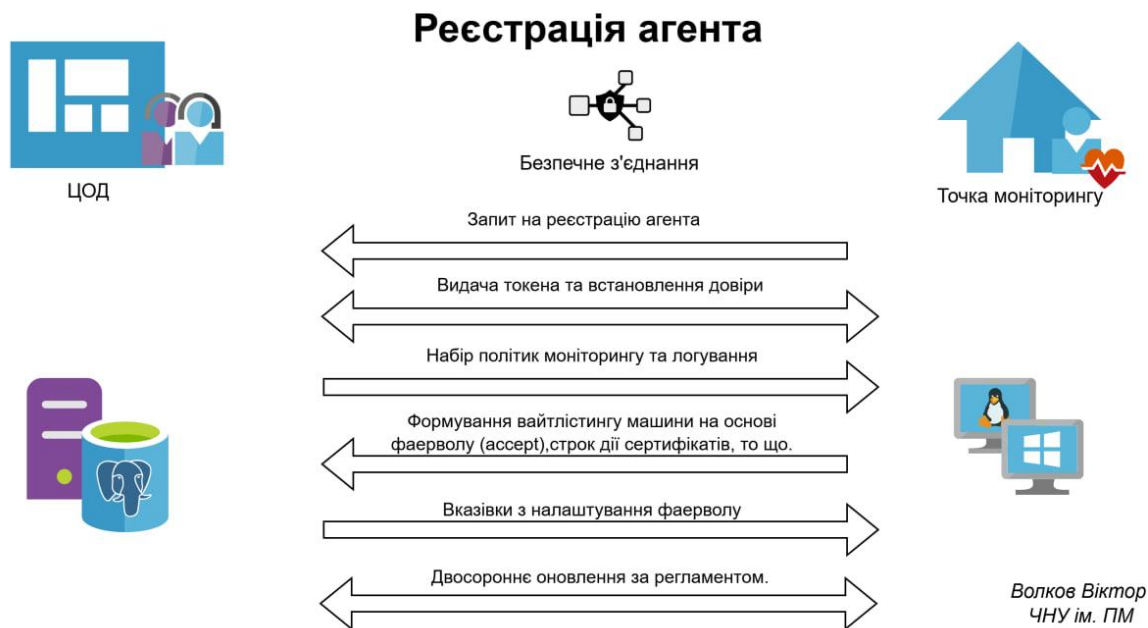 Реєстрація агента
Безпечне з'єднання
ЦОД
Точка моніторингу
Запит на реєстрацію агента
Видача токена та встановлення довіри
Набір політик моніторингу та логування
Формування вайтлістингу машини на основі
фаерволу (accept),строк дії сертифікатів, то що.
Вказівки з налаштування фаерволу
Двосороннє оновлення за регламентом.
Волков Віктор
ЧНУ ім. ПМ